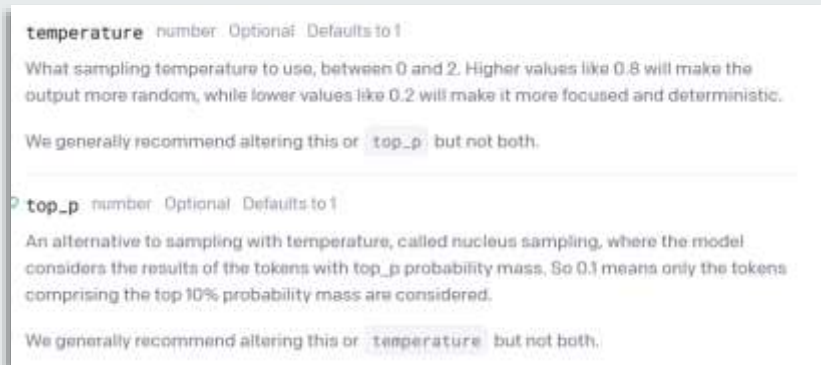 temperature number Optional Defaults to 1
What sampling temperature to use, between 0 and 2. Higher values like 0.8 will make the
output more random, while lower values like 0.2 will make it more focused and deterministic.
We generally recommend altering this or top_p but not both.
top_p number Optional Defaults to 1
An alternative to sampling with temperature, called nucleus sampling, where the model
considers the results of the tokens with top_p probability mass. So 0.1 means only the tokens
comprising the top 10% probability mass are considered.
We generally recommend altering this or temperature but not both.